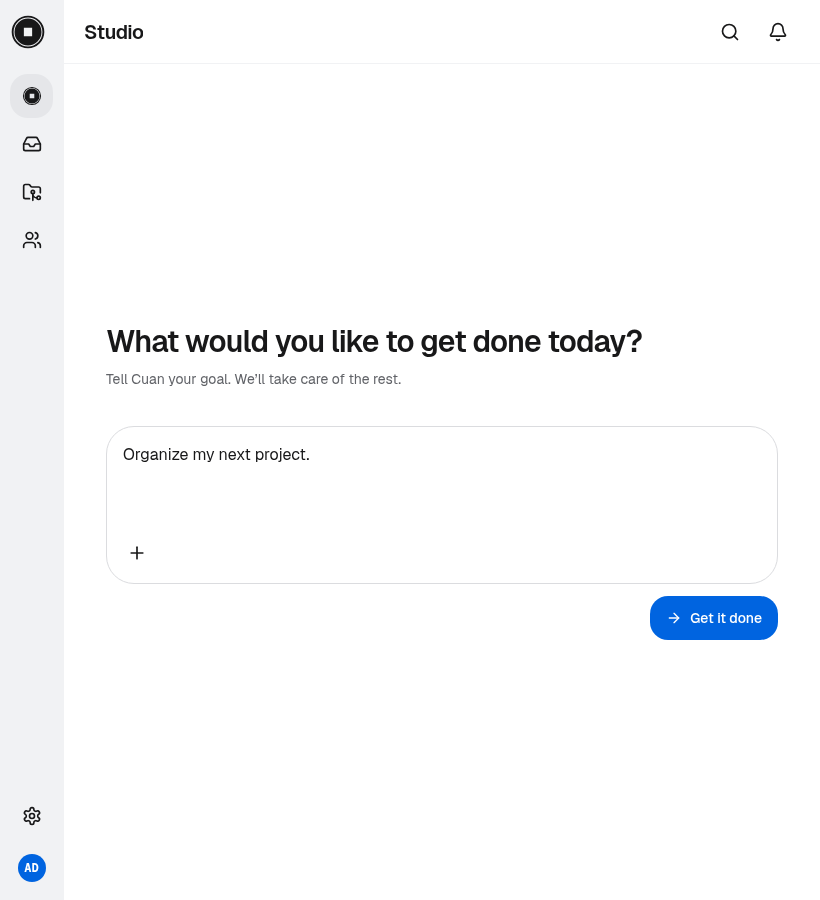 Studio
What would you like to get done today?
Tell Cuan your goal. We’ll take care of the rest.
Organize my next project.
Get it done
AD